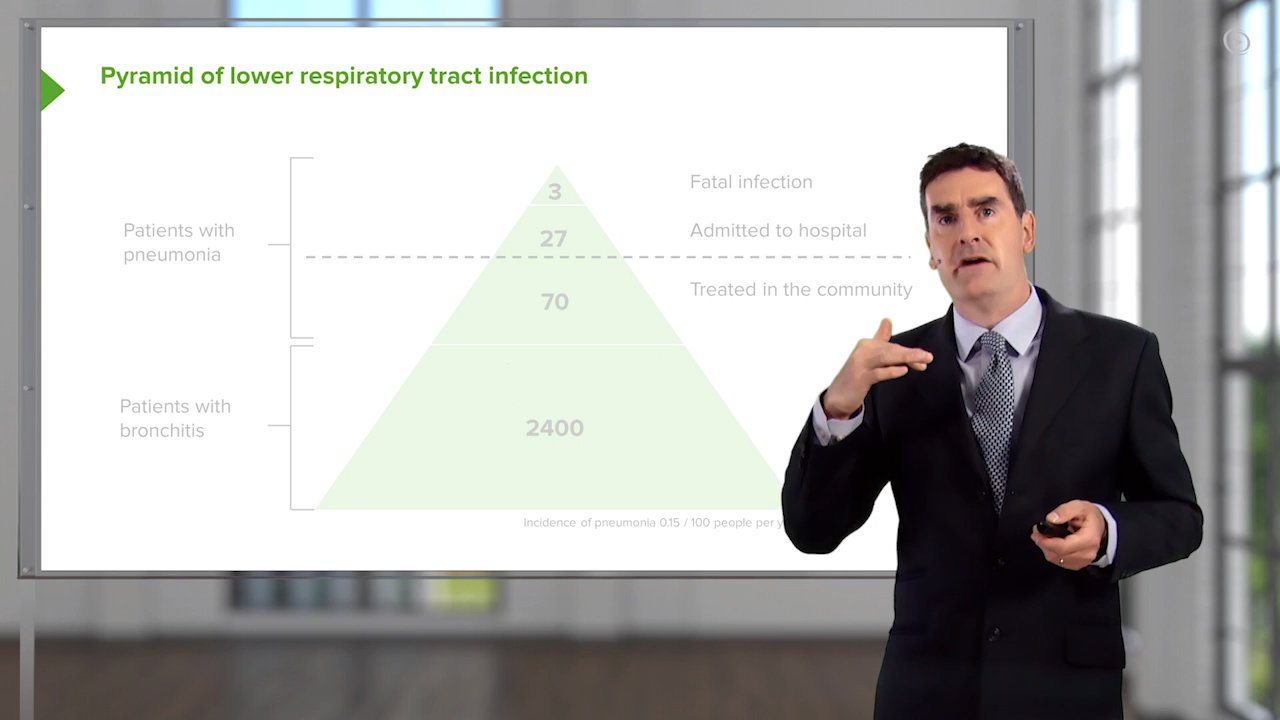 Pyramid of lower respiratory tract infection
3
Fatal infection
Patients with
pneumonia
27
Admitted to hospital
70
Treated in the community
Patients with
bronchitis
2400
Incidence of pneumonia 0.15 / 100 people per